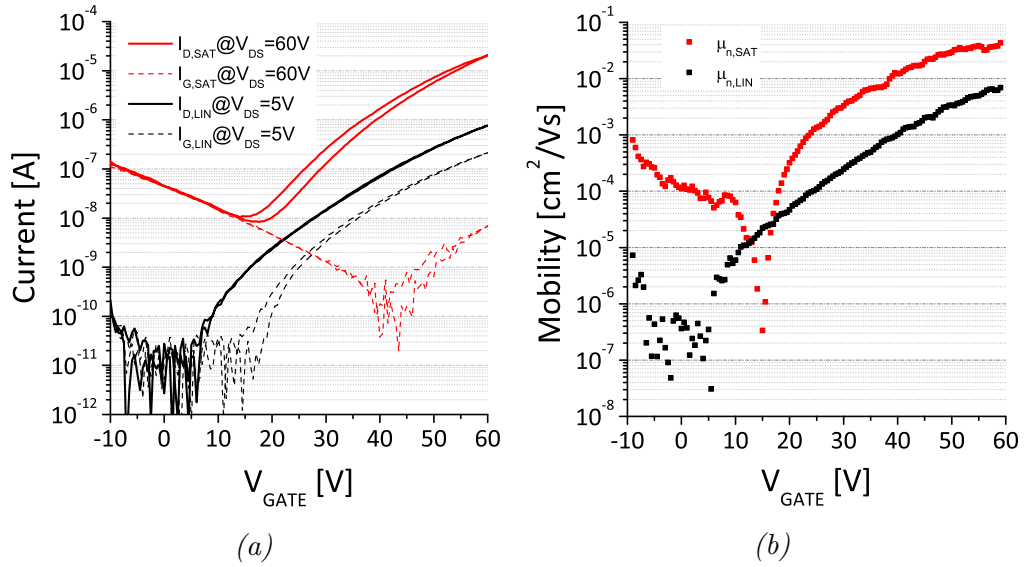 I_D,SAT@V_DS=60V
I_G,SAT@V_DS=60V
I_D,LIN@V_DS=5V
I_G,LIN@V_DS=5V
Current [A]
10^-4
10^-5
10^-6
10^-7
10^-8
10^-9
10^-10
10^-11
10^-12
-10 0 10 20 30 40 50 60
V_GATE [V]
(a)
μ_n,SAT
μ_n,LIN
Mobility [cm^2/Vs]
10^-1
10^-2
10^-3
10^-4
10^-5
10^-6
10^-7
10^-8
-10 0 10 20 30 40 50 60
V_GATE [V]
(b)